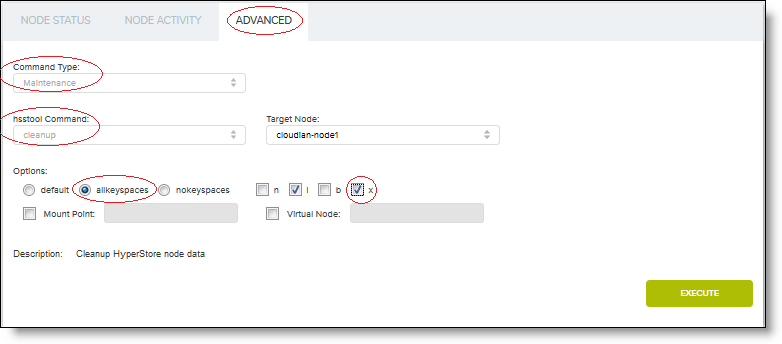 NODE STATUS NODE ACTIVITY ADVANCED
Command Type:
Maintenance
hsstool Command: Target Node:
cleanup cloudian-node1
Options:
default allkeyspaces nokeyspaces n l b x
Mount Point: Virtual Node:
Description: Cleanup HyperStore node data
EXECUTE